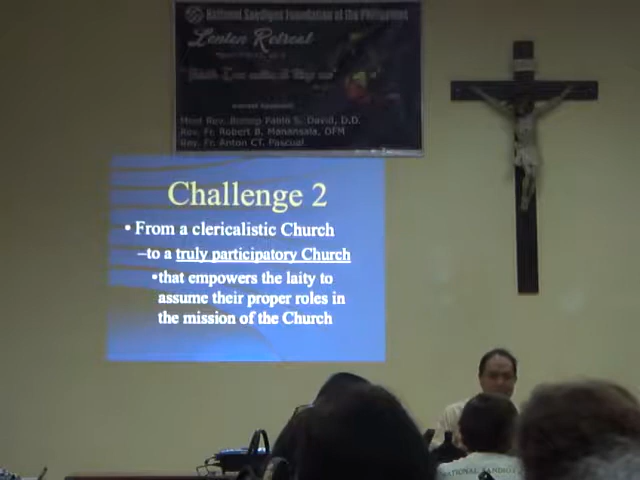 National Sandigan Foundation of the Philippines
Lenten Retreat
Most Rev. Bishop Pablo S. David, D.D.
Rev. Fr. Robert B. Manansala, OFM
Rev. Fr. Anton CT. Pascual
Challenge 2
• From a clericalistic Church
–to a truly participatory Church
•that empowers the laity to
assume their proper roles in
the mission of the Church